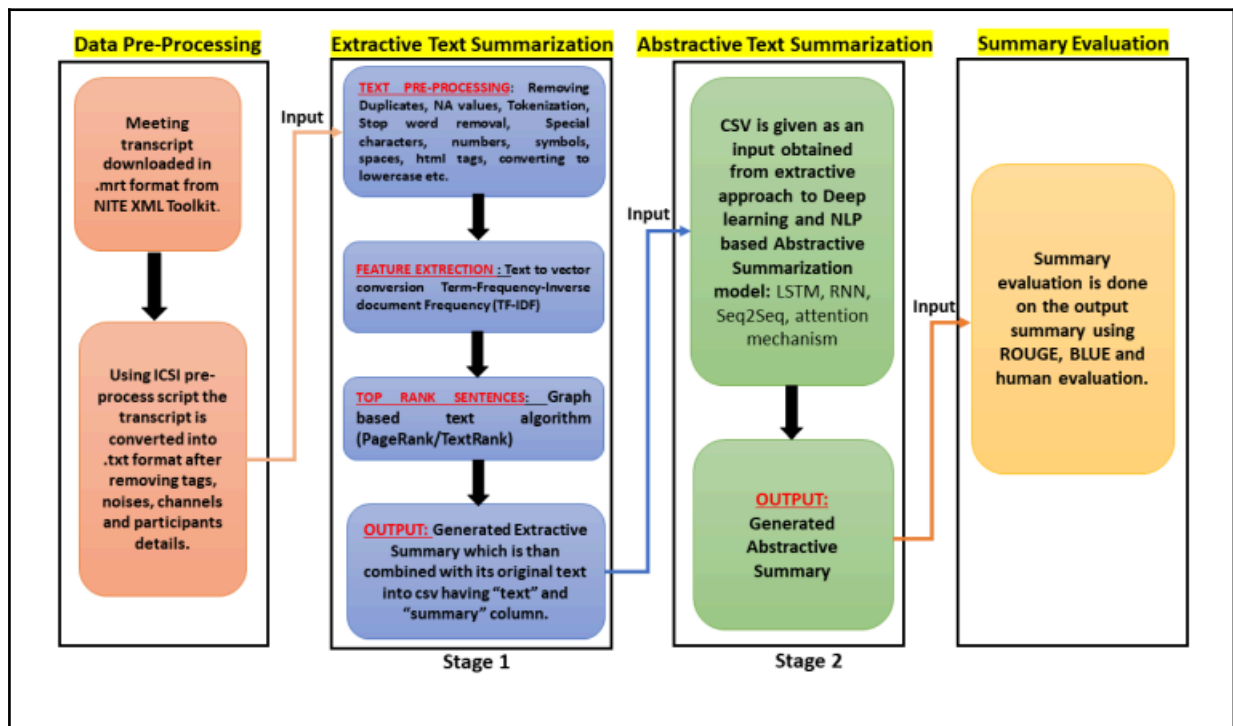 Data Pre-Processing
Meeting
transcript
downloaded in
.mrt format from
NITE XML Toolkit.
Using ICSI pre-
process script the
transcript is
converted into
.txt format after
removing tags,
noises, channels
and participants
details.
Input
Extractive Text Summarization
TEXT PRE-PROCESSING: Removing
Duplicates, NA values, Tokenization,
Stop word removal, Special
characters, numbers, symbols,
spaces, html tags, converting to
lowercase etc.
FEATURE EXTRECTION : Text to
vector conversion Term-Frequency-Inverse
document Frequency (TF-IDF)
TOP RANK SENTENCES: Graph
based text algorithm
(PageRank/TextRank)
OUTPUT: Generated Extractive
Summary which is than
combined with its original text
into csv having “text” and
“summary” column.
Stage 1
Input
Abstractive Text Summarization
CSV is given as an
input obtained
from extractive
approach to Deep
learning and NLP
based Abstractive
Summarization
model: LSTM, RNN,
Seq2Seq, attention
mechanism
OUTPUT:
Generated
Abstractive
Summary
Stage 2
Input
Summary Evaluation
Summary
evaluation is done
on the output
summary using
ROUGE, BLUE and
human evaluation.